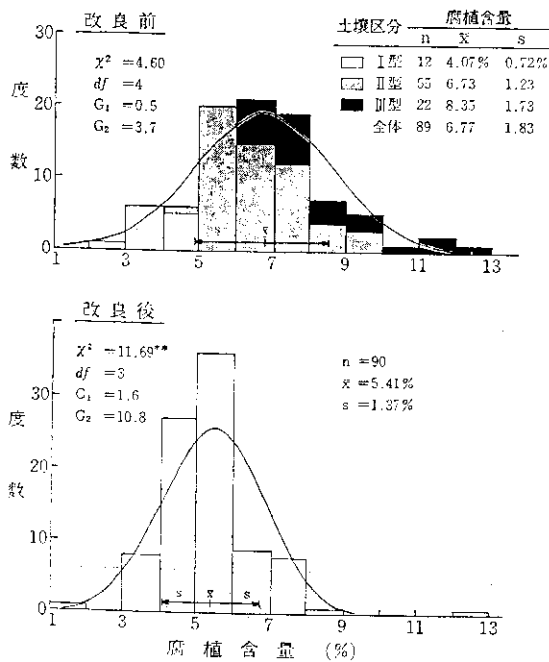 改良前
χ² =4.60
df =4
G₁ =0.5
G₂ =3.7
土壌区分 腐植含量
n x̄ s
Ⅰ型 12 4.07% 0.72%
Ⅱ型 55 6.73 1.23
Ⅲ型 22 8.35 1.73
全体 89 6.77 1.83
度数
30
20
10
0
s x̄ s
1 3 5 7 9 11 13
改良後
χ² =11.69**
df =3
G₁ =1.6
G₂ =10.8
n =90
x̄ =5.41%
s =1.37%
度数
30
20
10
0
s x̄ s
1 3 5 7 9 11 13
腐植含量 (%)